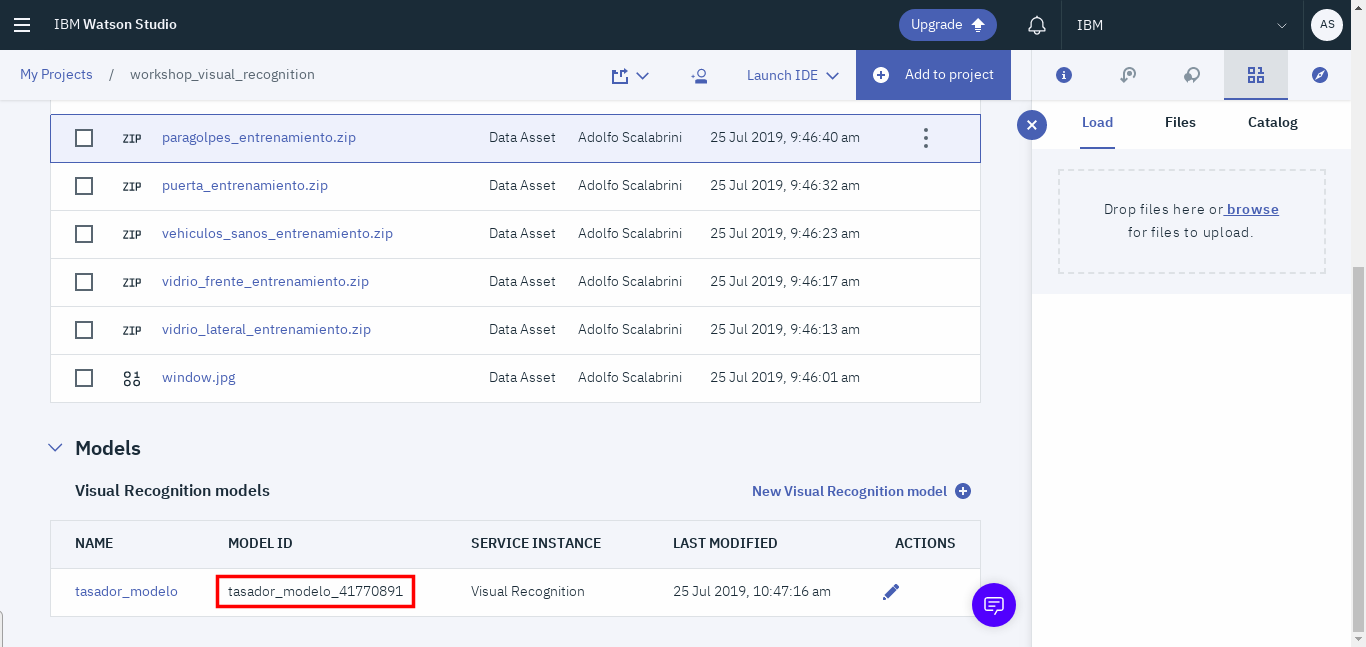 IBM Watson Studio
Upgrade
IBM
AS
My Projects / workshop_visual_recognition
Launch IDE
Add to project
Load Files Catalog
Drop files here or browse
for files to upload.
ZIP paragolpes_entrenamiento.zip Data Asset Adolfo Scalabrini 25 Jul 2019, 9:46:40 am
ZIP puerta_entrenamiento.zip Data Asset Adolfo Scalabrini 25 Jul 2019, 9:46:32 am
ZIP vehiculos_sanos_entrenamiento.zip Data Asset Adolfo Scalabrini 25 Jul 2019, 9:46:23 am
ZIP vidrio_frente_entrenamiento.zip Data Asset Adolfo Scalabrini 25 Jul 2019, 9:46:17 am
ZIP vidrio_lateral_entrenamiento.zip Data Asset Adolfo Scalabrini 25 Jul 2019, 9:46:13 am
window.jpg Data Asset Adolfo Scalabrini 25 Jul 2019, 9:46:01 am
Models
Visual Recognition models
New Visual Recognition model
NAME MODEL ID SERVICE INSTANCE LAST MODIFIED ACTIONS
tasador_modelo tasador_modelo_41770891 Visual Recognition 25 Jul 2019, 10:47:16 am